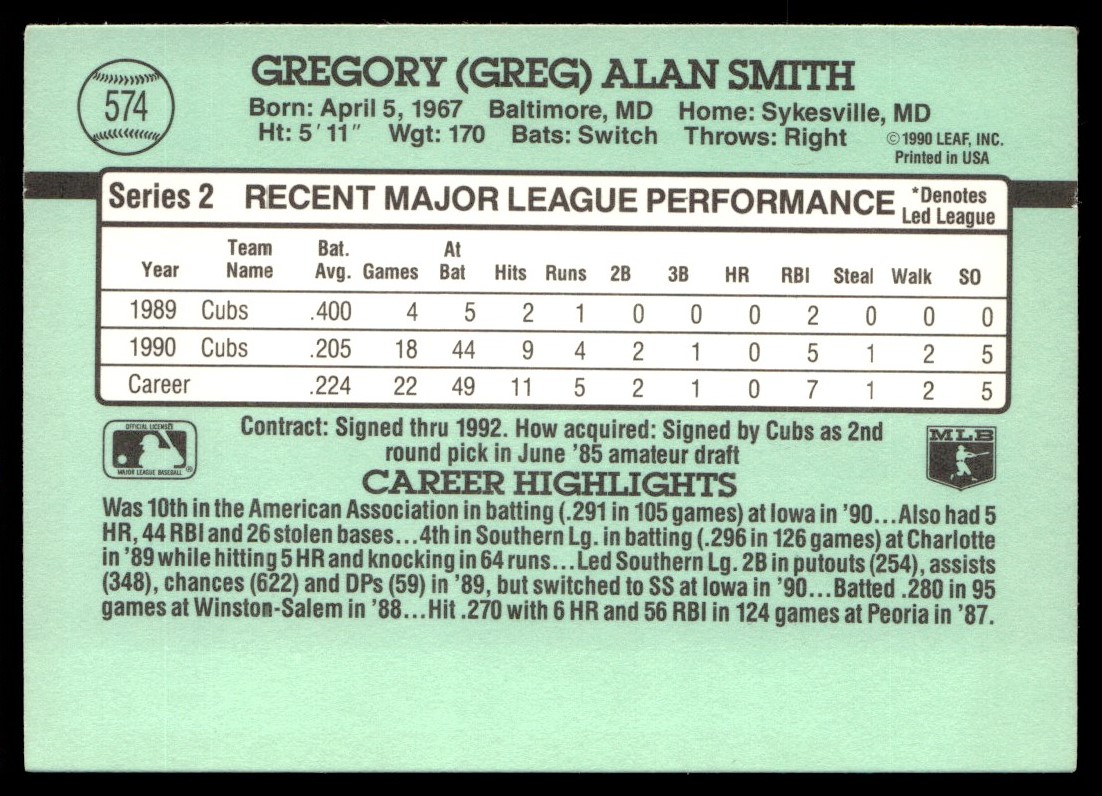 574
GREGORY (GREG) ALAN SMITH
Born: April 5, 1967 Baltimore, MD Home: Sykesville, MD
Ht: 5'11" Wgt: 170 Bats: Switch Throws: Right
©1990 LEAF, INC.
Printed in USA
Series 2 RECENT MAJOR LEAGUE PERFORMANCE
*Denotes
Led League
Year Team Name Bat. Avg. Games At Bat Hits Runs 2B 3B HR RBI Steal Walk SO
1989 Cubs .400 4 5 2 1 0 0 0 2 0 0 0
1990 Cubs .205 18 44 9 4 2 1 0 5 1 2 5
Career .224 22 49 11 5 2 1 0 7 1 2 5
OFFICIAL LICENSEE
MAJOR LEAGUE BASEBALL ®
Contract: Signed thru 1992. How acquired: Signed by Cubs as 2nd
round pick in June '85 amateur draft
MLB
CAREER HIGHLIGHTS
Was 10th in the American Association in batting (.291 in 105 games) at Iowa in '90...Also had 5
HR, 44 RBI and 26 stolen bases...4th in Southern Lg. in batting (.296 in 126 games) at Charlotte
in '89 while hitting 5 HR and knocking in 64 runs...Led Southern Lg. 2B in putouts (254), assists
(348), chances (622) and DPs (59) in '89, but switched to SS at Iowa in '90...Batted .280 in 95
games at Winston-Salem in '88...Hit .270 with 6 HR and 56 RBI in 124 games at Peoria in '87.